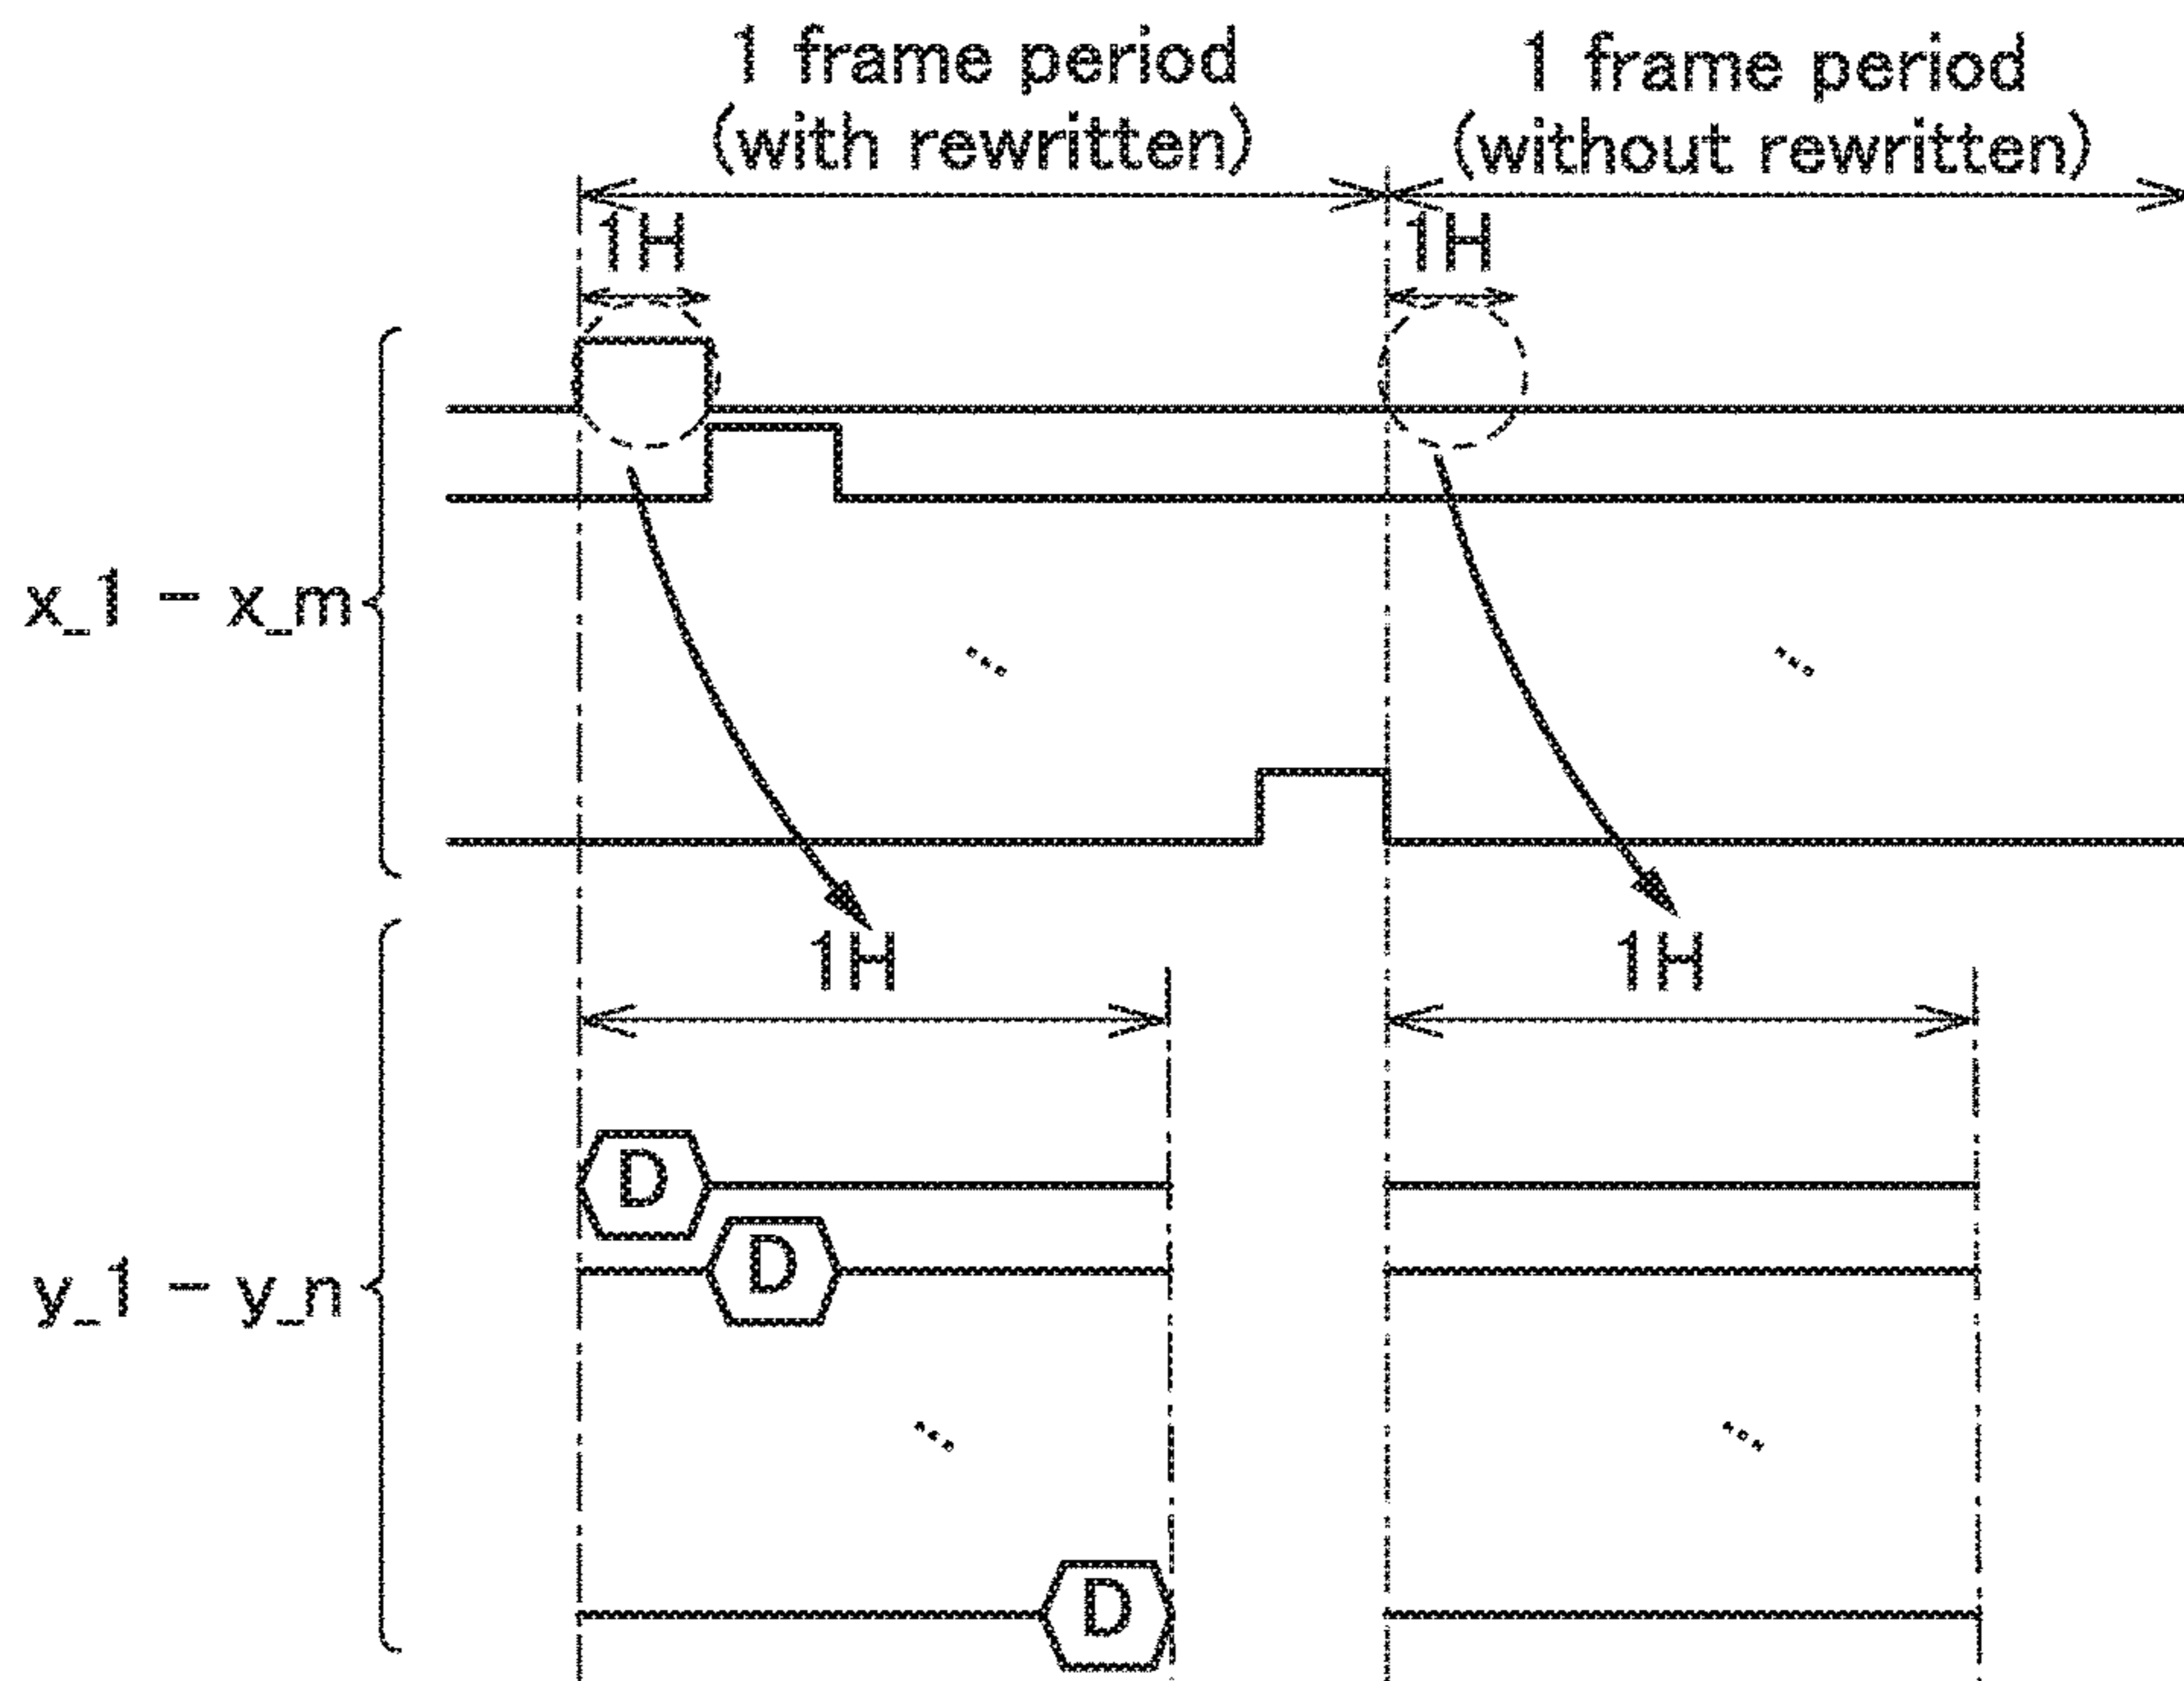 1 frame period
(with rewritten)
1 frame period
(without rewritten)
1H
1H
x_1 - x_m
...
...
1H
1H
y_1 - y_n
D
D
...
...
D